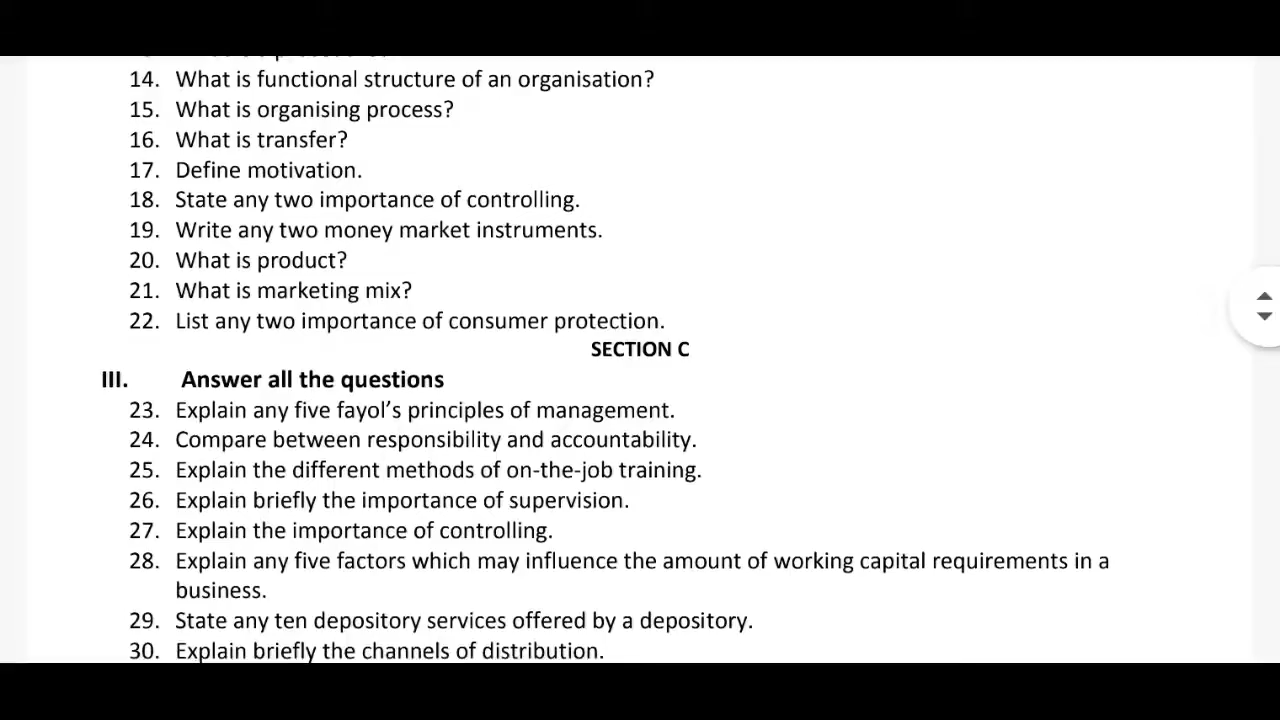 14. What is functional structure of an organisation?
15. What is organising process?
16. What is transfer?
17. Define motivation.
18. State any two importance of controlling.
19. Write any two money market instruments.
20. What is product?
21. What is marketing mix?
22. List any two importance of consumer protection.
SECTION C
III. Answer all the questions
23. Explain any five fayol's principles of management.
24. Compare between responsibility and accountability.
25. Explain the different methods of on-the-job training.
26. Explain briefly the importance of supervision.
27. Explain the importance of controlling.
28. Explain any five factors which may influence the amount of working capital requirements in a
business.
29. State any ten depository services offered by a depository.
30. Explain briefly the channels of distribution.